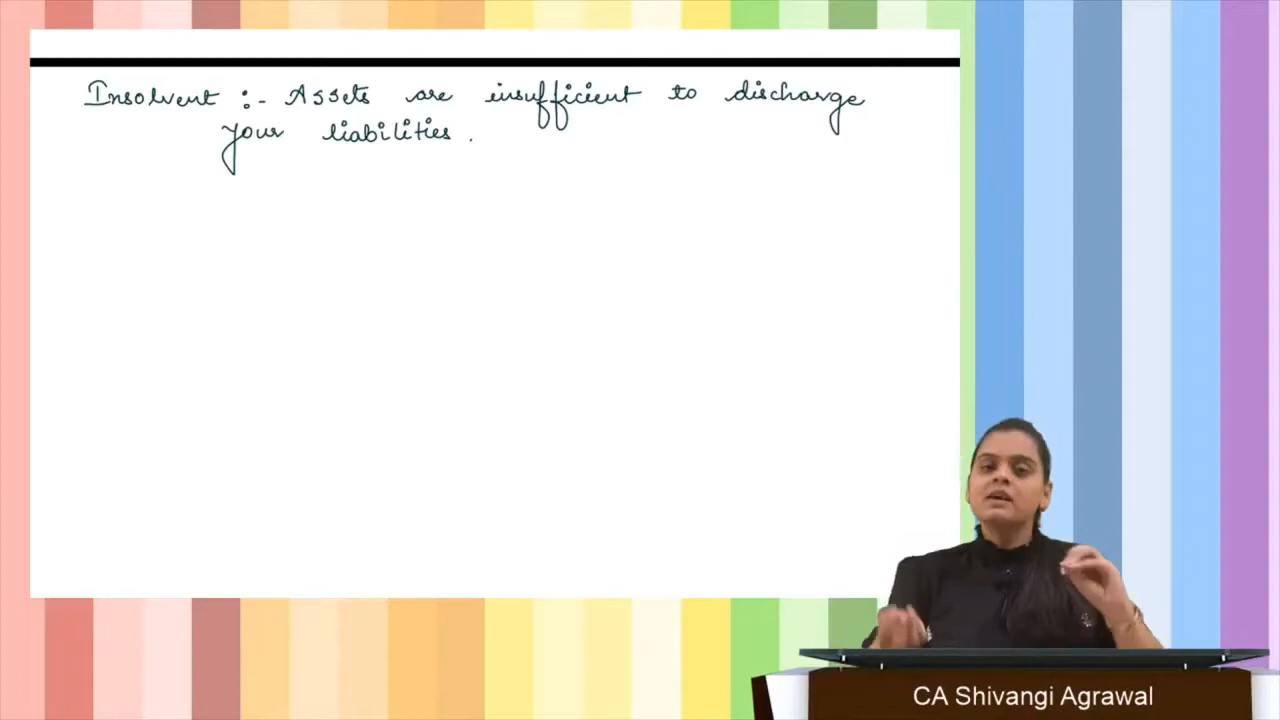 Insolvent :- Assets are insufficient to discharge
your liabilities.
CA Shivangi Agrawal